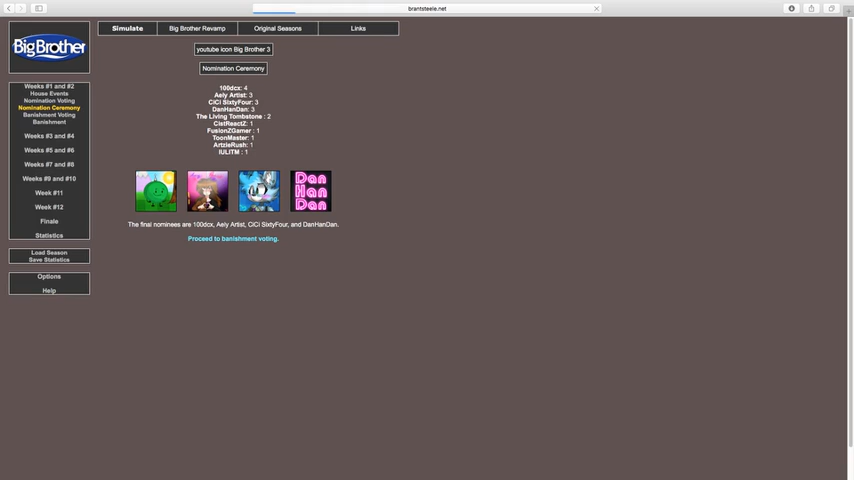 brantsteele.net
Simulate Big Brother Revamp Original Seasons Links
BigBrother
youtube icon Big Brother 3
Nomination Ceremony
Weeks #1 and #2
House Events
Nomination Voting
Nomination Ceremony
Banishment Voting
Banishment
Weeks #3 and #4
Weeks #5 and #6
Weeks #7 and #8
Weeks #9 and #10
Week #11
Week #12
Finale
Statistics
Load Season
Save Statistics
Options
Help
100dcx: 4
Aely Artist: 3
CiCi SixtyFour: 3
DanHanDan: 3
The Living Tombstone : 2
ClstReactZ: 1
FusionZGamer : 1
ToonMaster: 1
ArtzieRush: 1
IULITM : 1
Dan
Han
Dan
The final nominees are 100dcx, Aely Artist, CiCi SixtyFour, and DanHanDan.
Proceed to banishment voting.